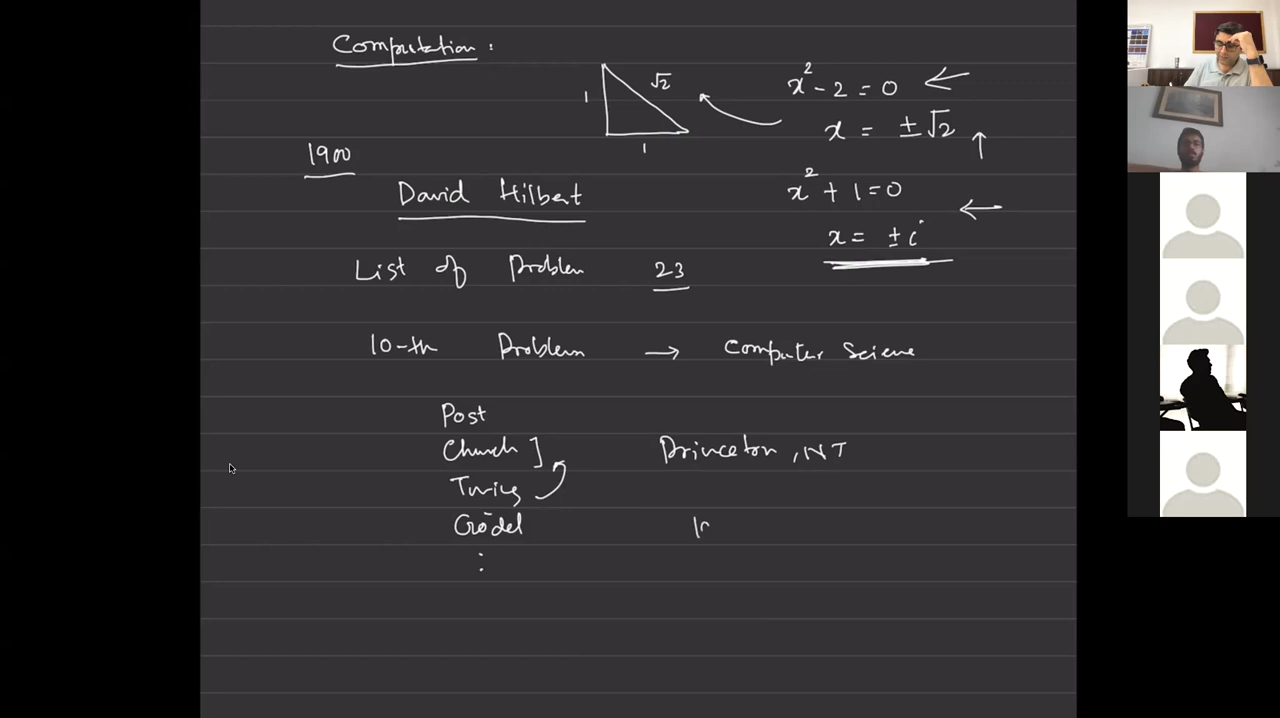 Computation :
1
√2
1
x² - 2 = 0
x = ±√2
x² + 1 = 0
x = ± i
1900
David Hilbert
List of Problem 23
10-th Problem → Computer Sciene
Post
Church ] Princeton, NJ
Turing
Gödel
: